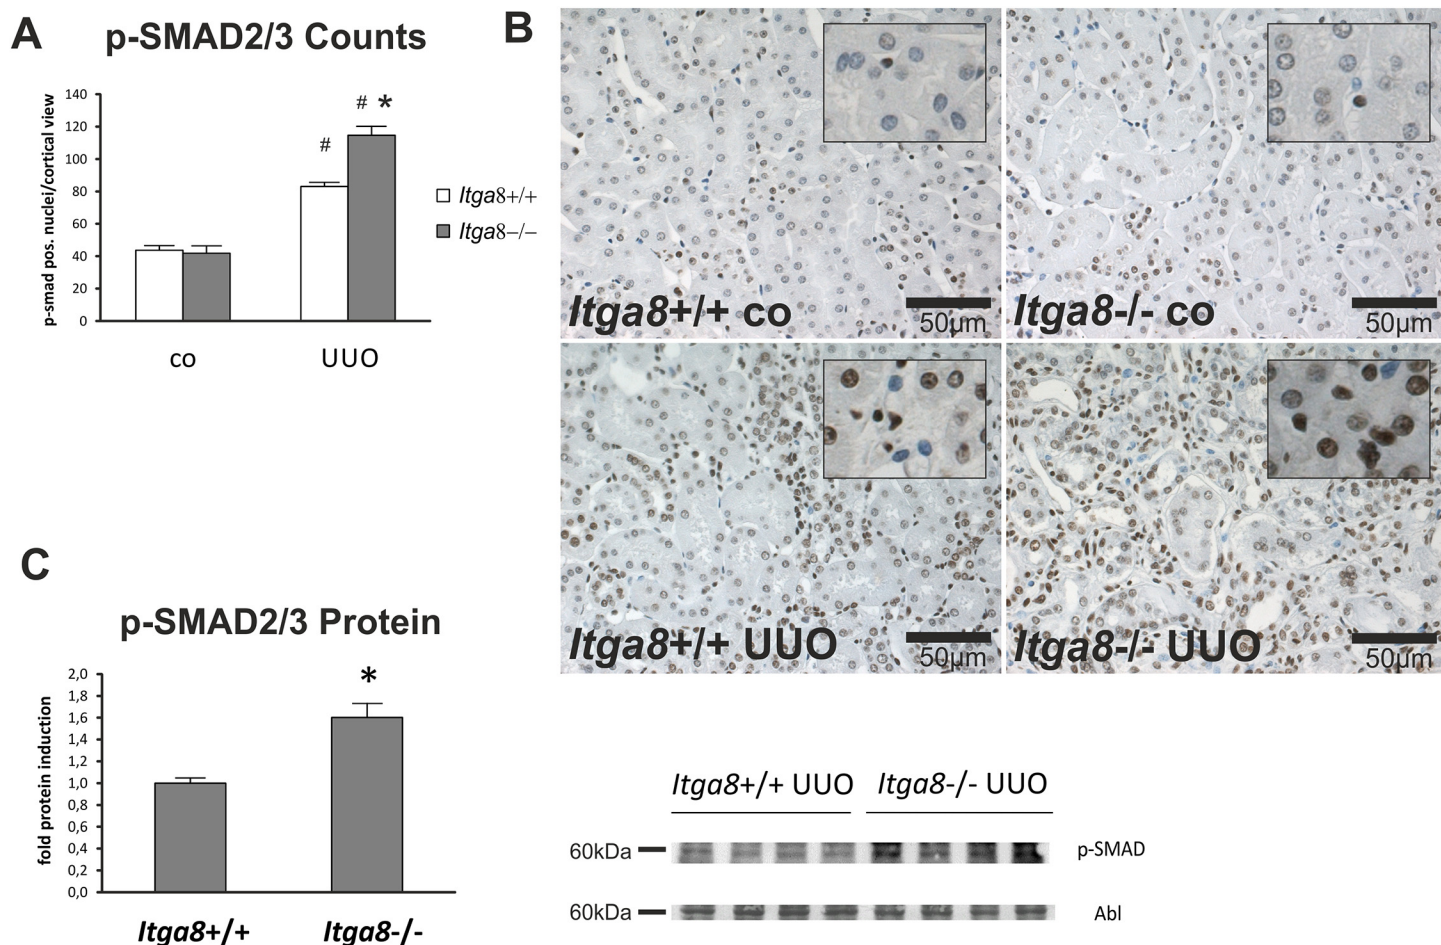 A
p-SMAD2/3 Counts
p-smad pos. nuclei/cortical view
140
120
100
80
60
40
20
0
#
# *
co
UUO
Itga8+/+
Itga8−/−
B
Itga8+/+ co
50µm
Itga8-/- co
50µm
Itga8+/+ UUO
50µm
Itga8-/- UUO
50µm
C
p-SMAD2/3 Protein
fold protein induction
2,0
1,8
1,6
1,4
1,2
1,0
0,8
0,6
0,4
0,2
0,0
*
Itga8+/+
Itga8-/-
Itga8+/+ UUO
Itga8-/- UUO
60kDa
p-SMAD
60kDa
Abl